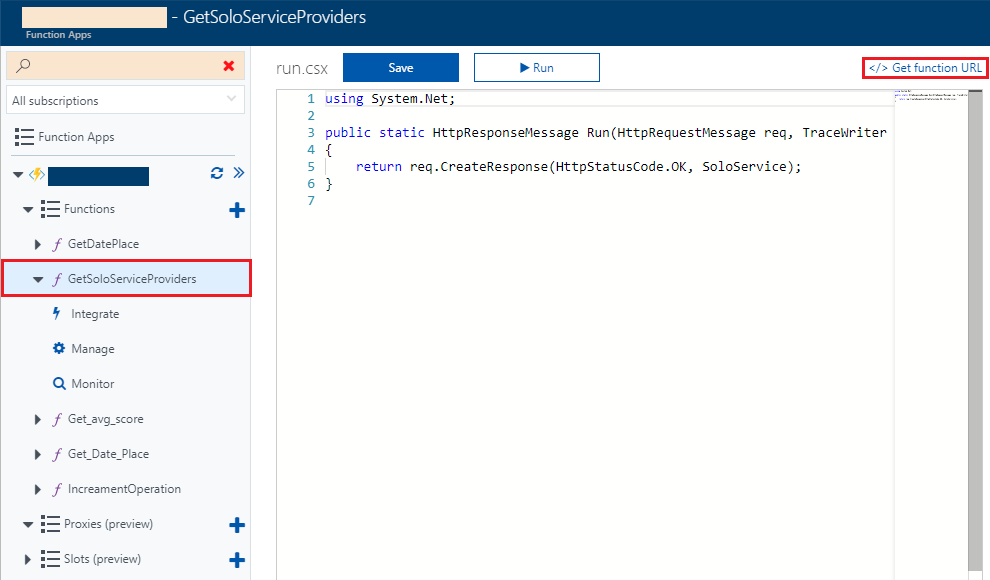 - GetSoloServiceProviders
Function Apps
All subscriptions
Function Apps
Functions
GetDatePlace
GetSoloServiceProviders
Integrate
Manage
Monitor
Get_avg_score
Get_Date_Place
IncreamentOperation
Proxies (preview)
Slots (preview)
run.csx
Save
Run
</> Get function URL
1 using System.Net;
2
3 public static HttpResponseMessage Run(HttpRequestMessage req, TraceWriter
4 {
5 return req.CreateResponse(HttpStatusCode.OK, SoloService);
6 }
7